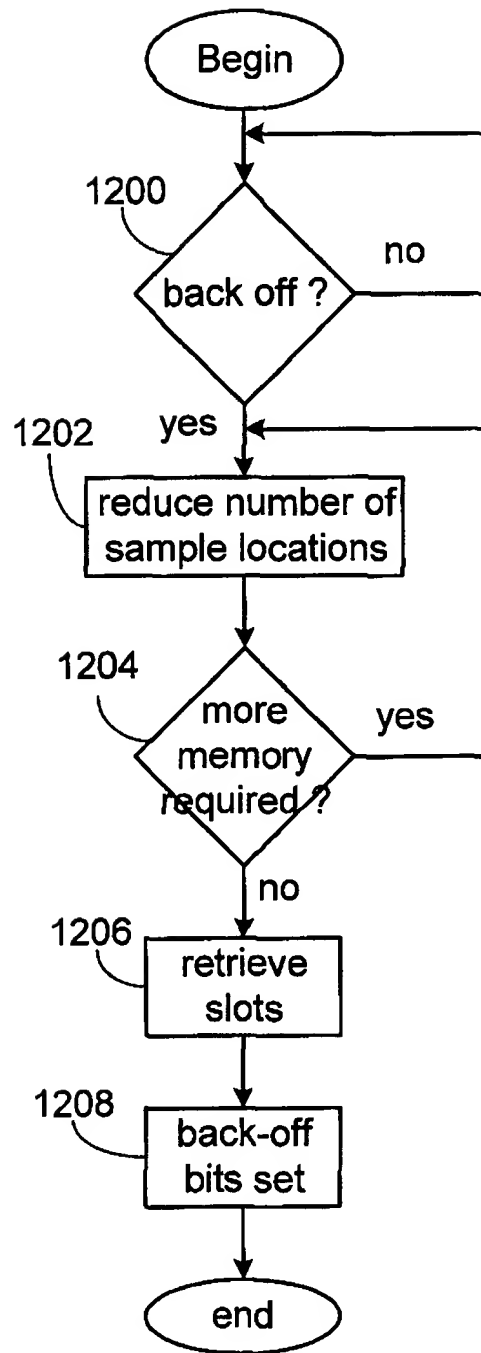 Begin
1200
back off ?
no
yes
1202
reduce number of
sample locations
1204
more
memory
required ?
yes
no
1206
retrieve
slots
1208
back-off
bits set
end